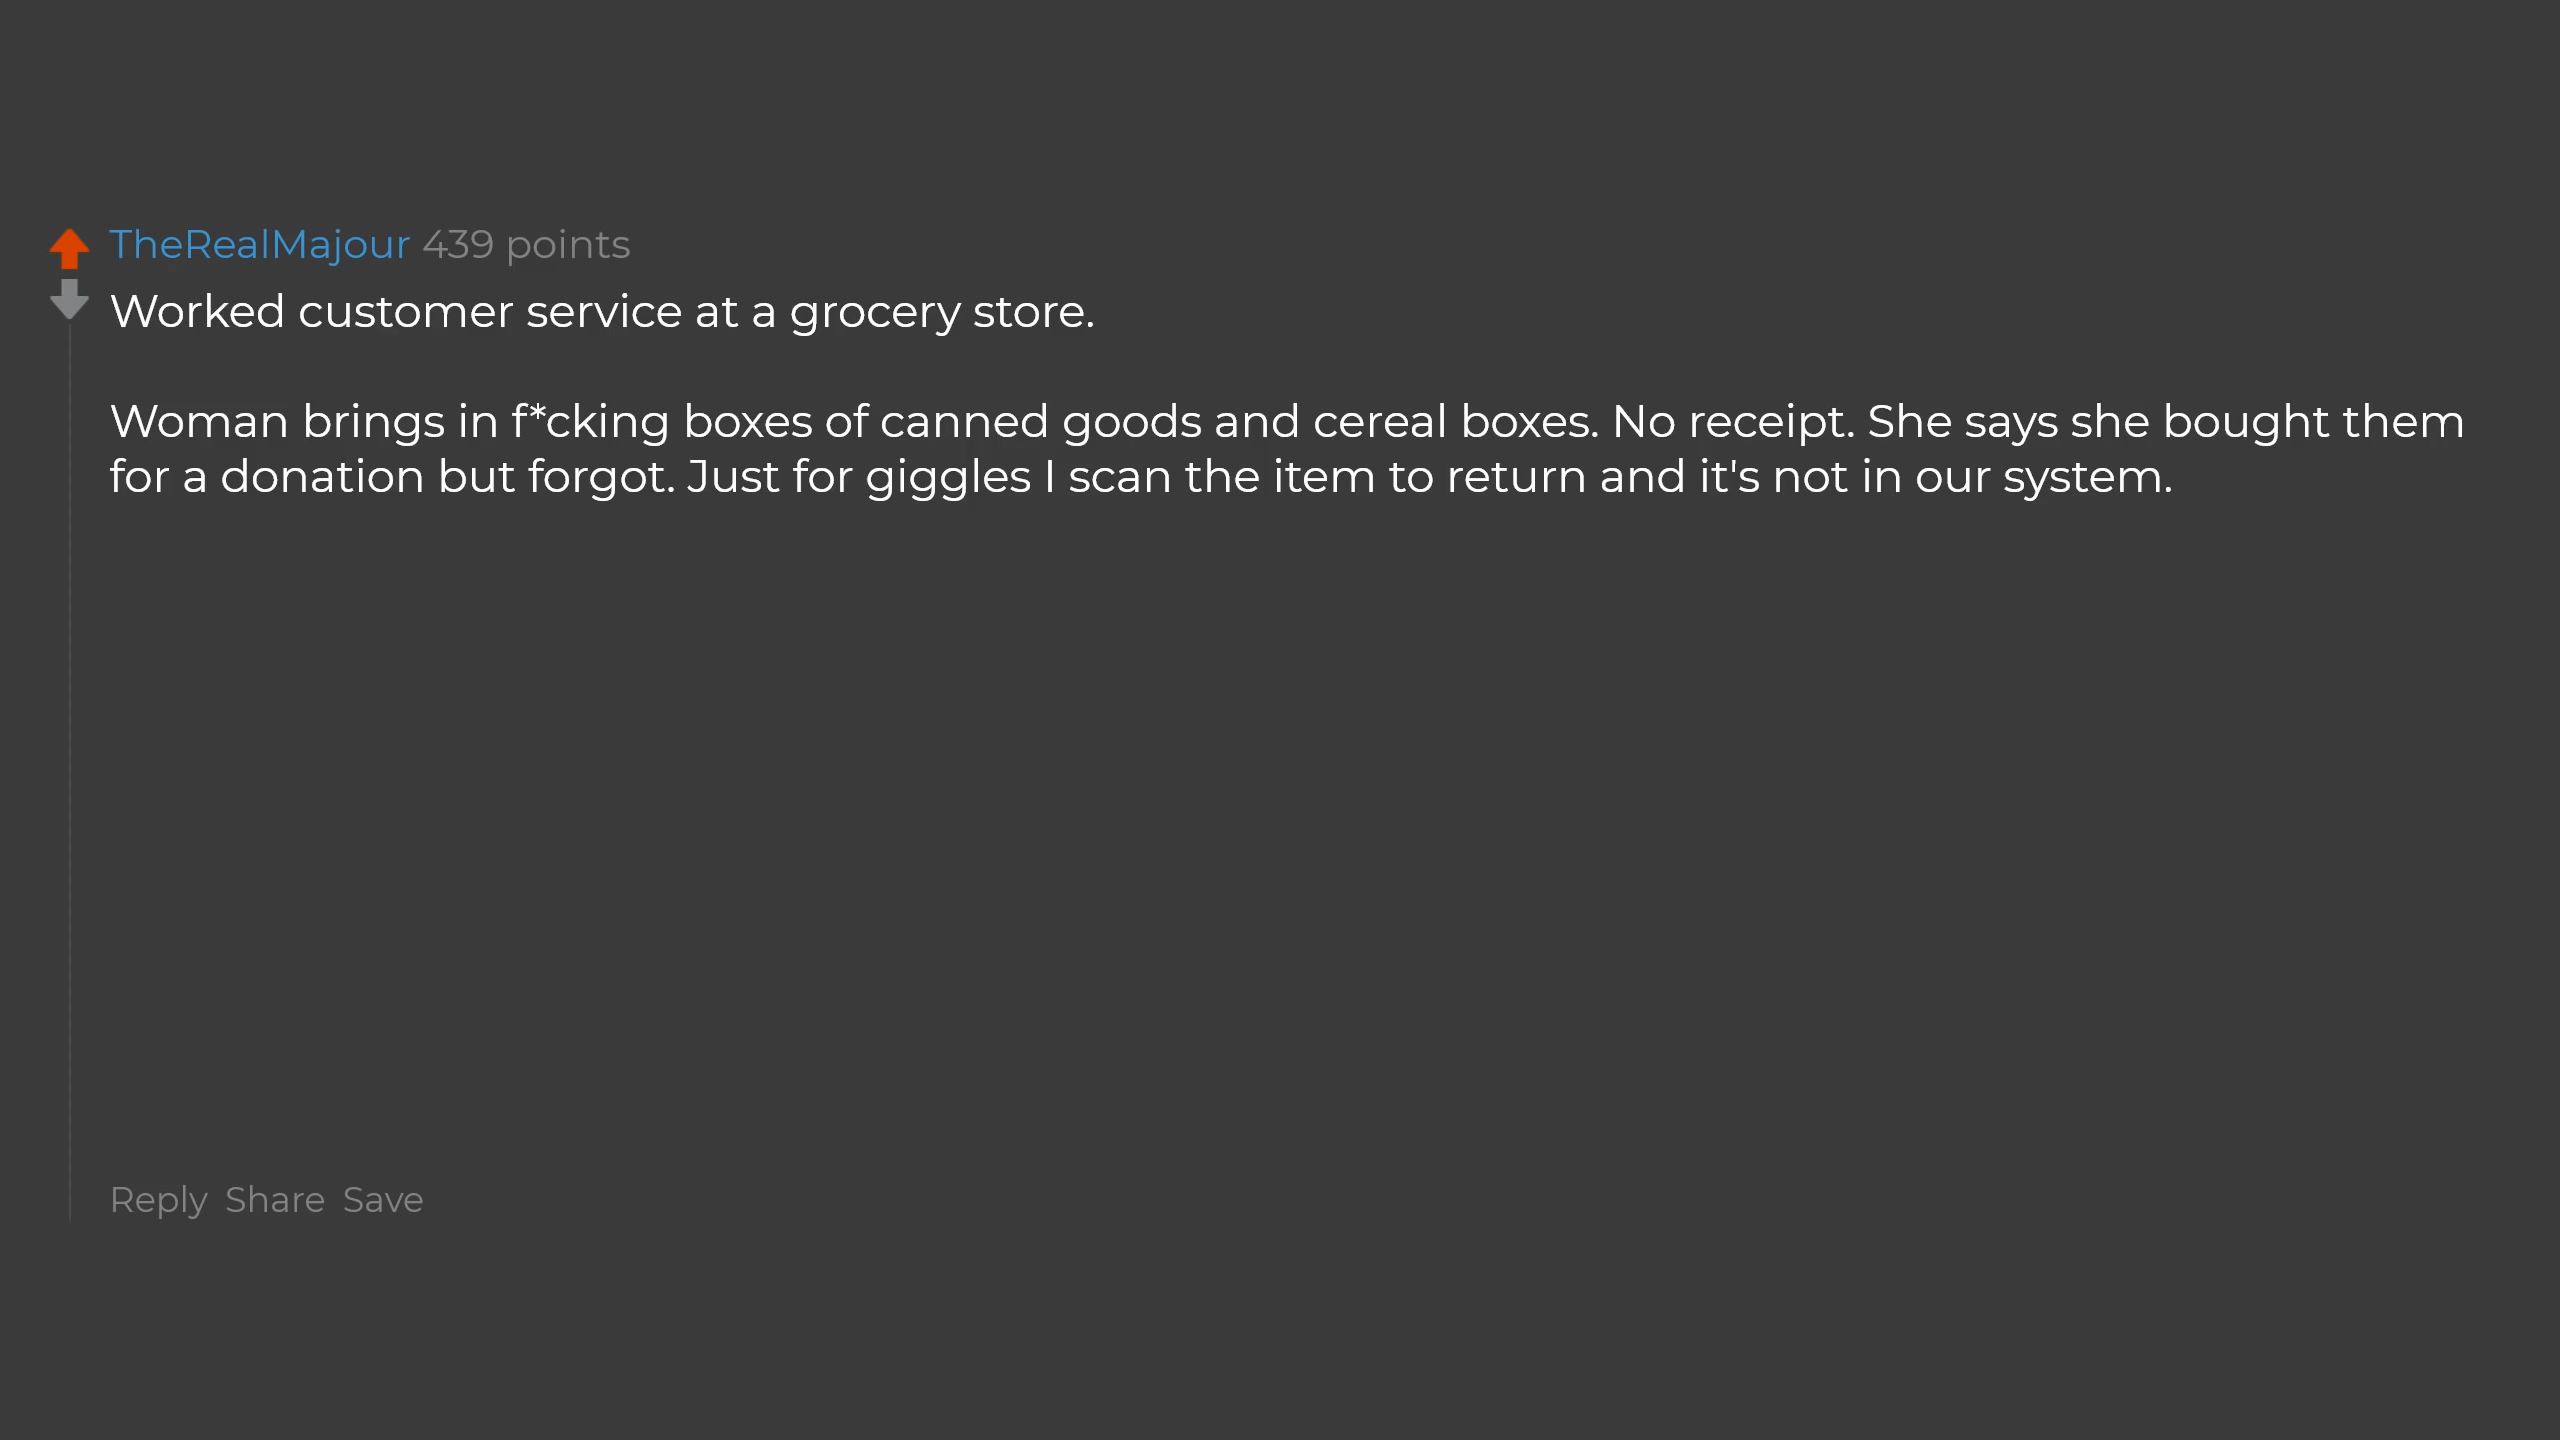 TheRealMajour 439 points
Worked customer service at a grocery store.
Woman brings in f*cking boxes of canned goods and cereal boxes. No receipt. She says she bought them
for a donation but forgot. Just for giggles I scan the item to return and it's not in our system.
Reply Share Save